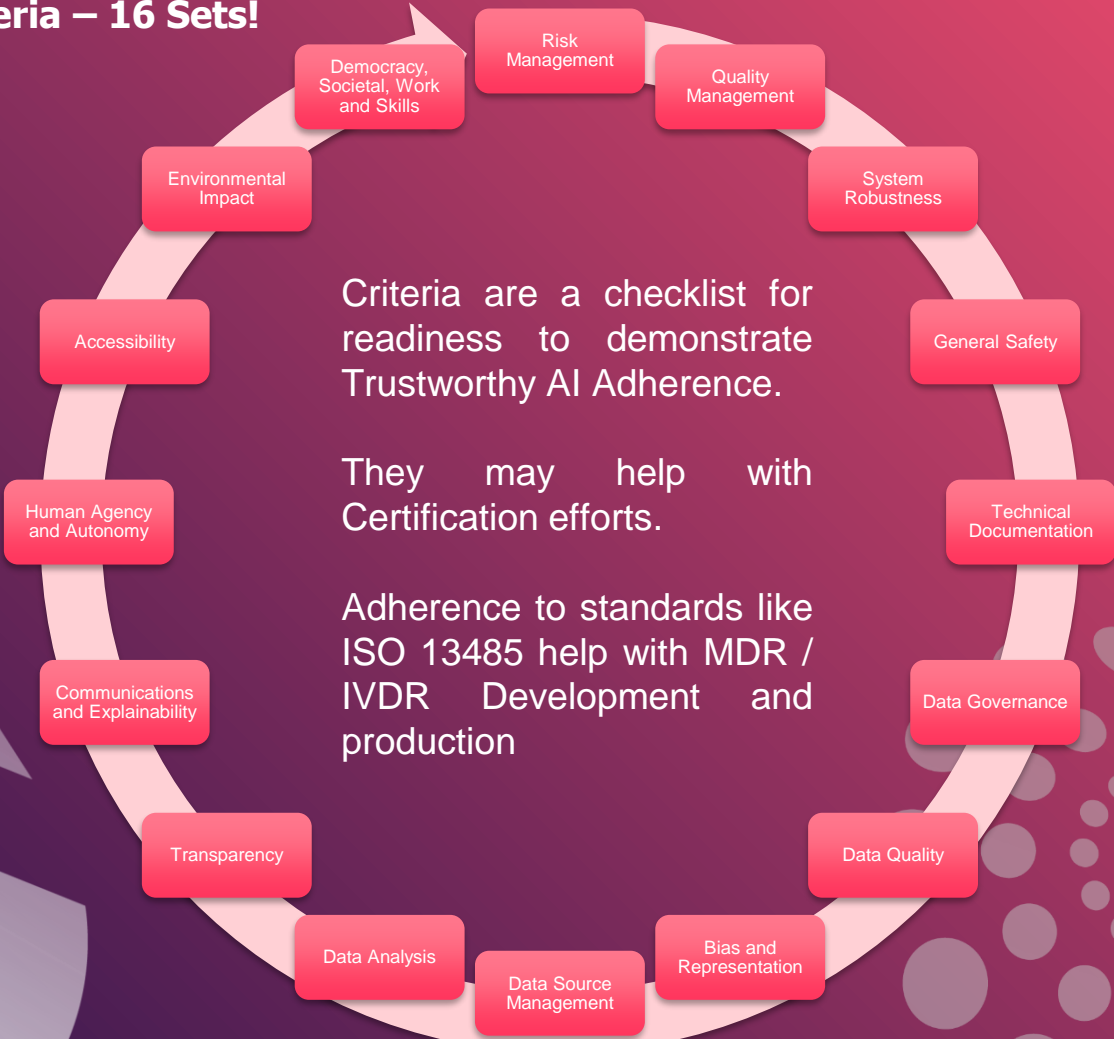 eria – 16 Sets!
Risk
Management
Quality
Management
System
Robustness
General Safety
Technical
Documentation
Data Governance
Data Quality
Bias and
Representation
Data Source
Management
Data Analysis
Transparency
Communications
and Explainability
Human Agency
and Autonomy
Accessibility
Environmental
Impact
Democracy,
Societal, Work
and Skills
Criteria are a checklist for
readiness to demonstrate
Trustworthy AI Adherence.
They may help with
Certification efforts.
Adherence to standards like
ISO 13485 help with MDR /
IVDR Development and
production